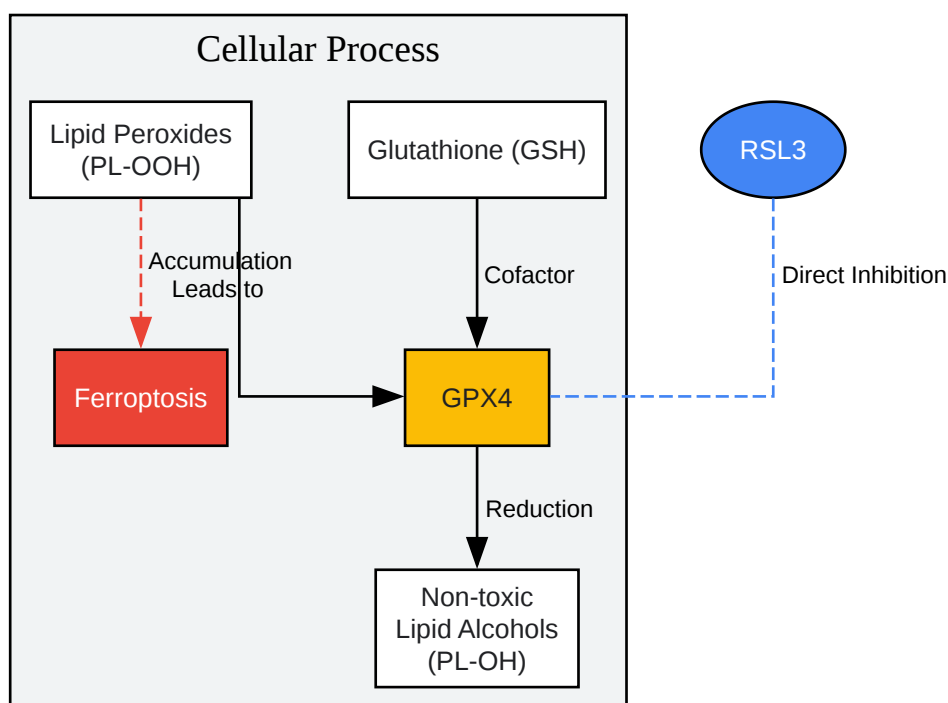 Cellular Process
Lipid Peroxides
(PL-OOH)
Glutathione (GSH)
RSL3
Accumulation
Leads to
Cofactor
Direct Inhibition
Ferroptosis
GPX4
Reduction
Non-toxic
Lipid Alcohols
(PL-OH)